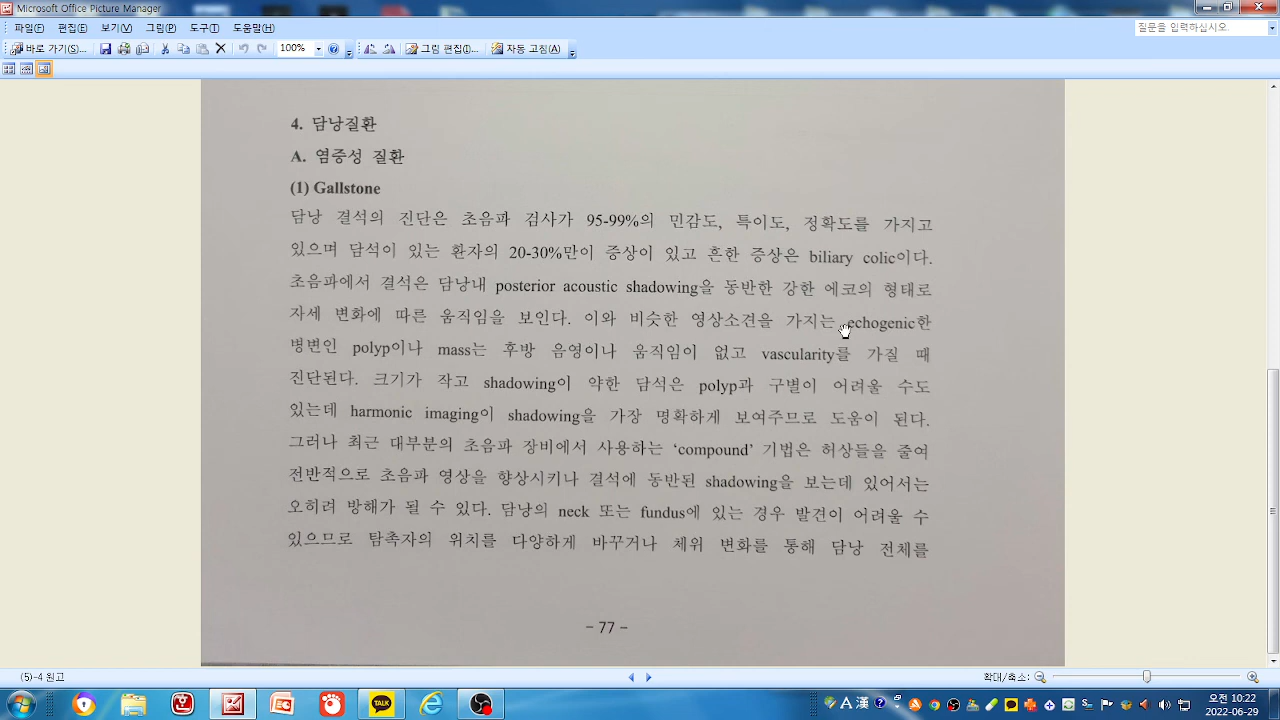 Microsoft Office Picture Manager
파일(F) 편집(E) 보기(V) 그림(P) 도구(T) 도움말(H)
질문을 입력하십시오.
바로 가기(S)... 100% 그림 편집(I)... 자동 고침(A)
4. 담낭질환
A. 염증성 질환
(1) Gallstone
담낭 결석의 진단은 초음파 검사가 95-99%의 민감도, 특이도, 정확도를 가지고
있으며 담석이 있는 환자의 20-30%만이 증상이 있고 흔한 증상은 biliary colic이다.
초음파에서 결석은 담낭내 posterior acoustic shadowing을 동반한 강한 에코의 형태로
자세 변화에 따른 움직임을 보인다. 이와 비슷한 영상소견을 가지는 echogenic한
병변인 polyp이나 mass는 후방 음영이나 움직임이 없고 vascularity를 가질 때
진단된다. 크기가 작고 shadowing이 약한 담석은 polyp과 구별이 어려울 수도
있는데 harmonic imaging이 shadowing을 가장 명확하게 보여주므로 도움이 된다.
그러나 최근 대부분의 초음파 장비에서 사용하는 ‘compound’ 기법은 허상들을 줄여
전반적으로 초음파 영상을 향상시키나 결석에 동반된 shadowing을 보는데 있어서는
오히려 방해가 될 수 있다. 담낭의 neck 또는 fundus에 있는 경우 발견이 어려울 수
있으므로 탐촉자의 위치를 다양하게 바꾸거나 체위 변화를 통해 담낭 전체를
- 77 -
(5)-4 원고
확대/축소:
TALK
A 漢
오전 10:22
2022-06-29